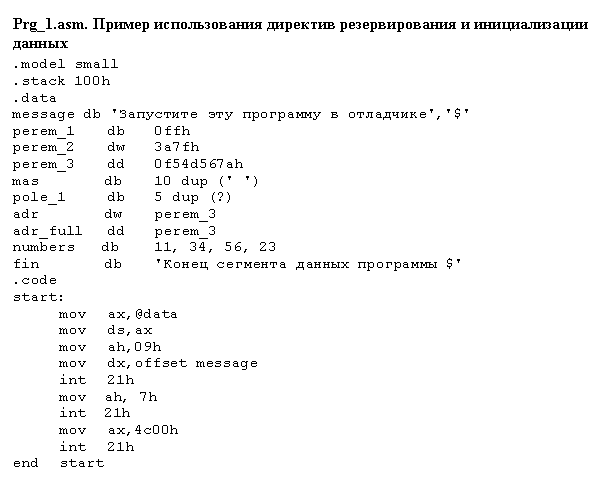 Prg_1.asm. Пример использования директив резервирования и инициализации
данных
.model small
.stack 100h
.data
message db 'Запустите эту программу в отладчике','$'
perem_1 db 0ffh
perem_2 dw 3a7fh
perem_3 dd 0f54d567ah
mas db 10 dup (' ')
pole_1 db 5 dup (?)
adr dw perem_3
adr_full dd perem_3
numbers db 11, 34, 56, 23
fin db 'Конец сегмента данных программы $'
.code
start:
mov ax,@data
mov ds,ax
mov ah,09h
mov dx,offset message
int 21h
mov ah, 7h
int 21h
mov ax,4c00h
int 21h
end start